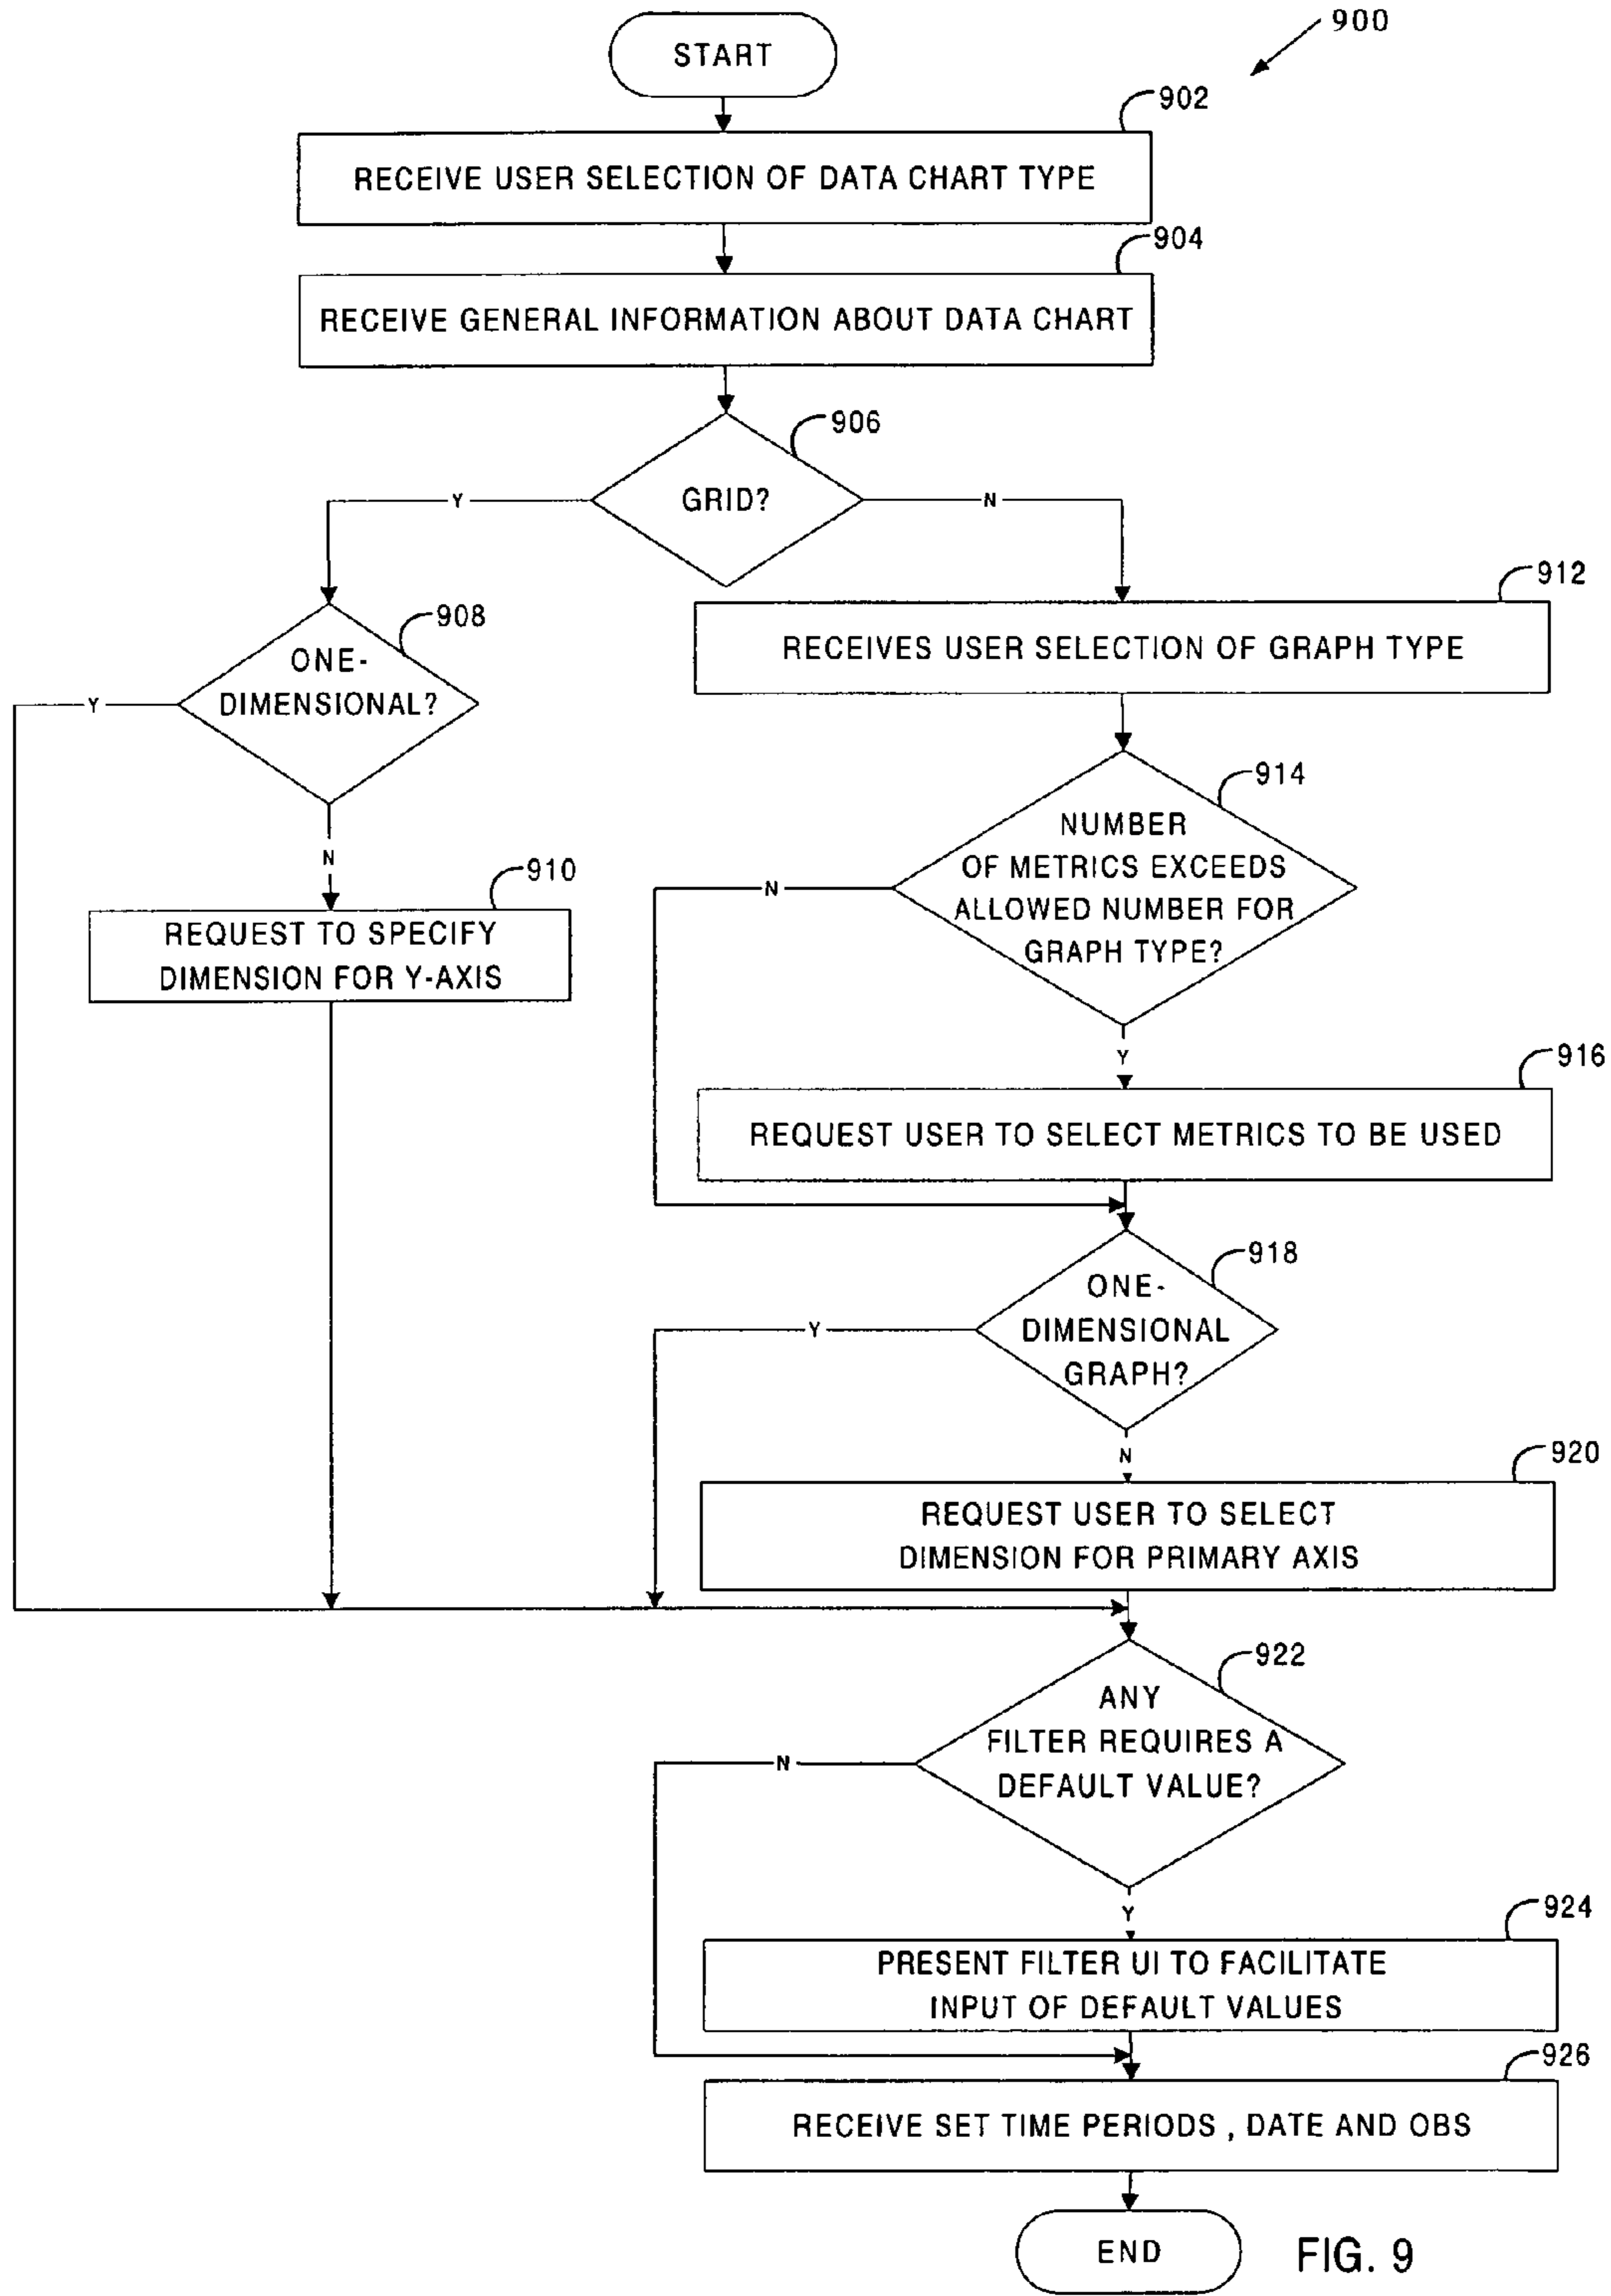 900
START
902
RECEIVE USER SELECTION OF DATA CHART TYPE
904
RECEIVE GENERAL INFORMATION ABOUT DATA CHART
906
GRID?
Y
N
908
ONE-
DIMENSIONAL?
Y
N
910
REQUEST TO SPECIFY
DIMENSION FOR Y-AXIS
912
RECEIVES USER SELECTION OF GRAPH TYPE
914
NUMBER
OF METRICS EXCEEDS
ALLOWED NUMBER FOR
GRAPH TYPE?
N
Y
916
REQUEST USER TO SELECT METRICS TO BE USED
918
ONE-
DIMENSIONAL
GRAPH?
Y
N
920
REQUEST USER TO SELECT
DIMENSION FOR PRIMARY AXIS
922
ANY
FILTER REQUIRES A
DEFAULT VALUE?
N
Y
924
PRESENT FILTER UI TO FACILITATE
INPUT OF DEFAULT VALUES
926
RECEIVE SET TIME PERIODS , DATE AND OBS
END
FIG. 9